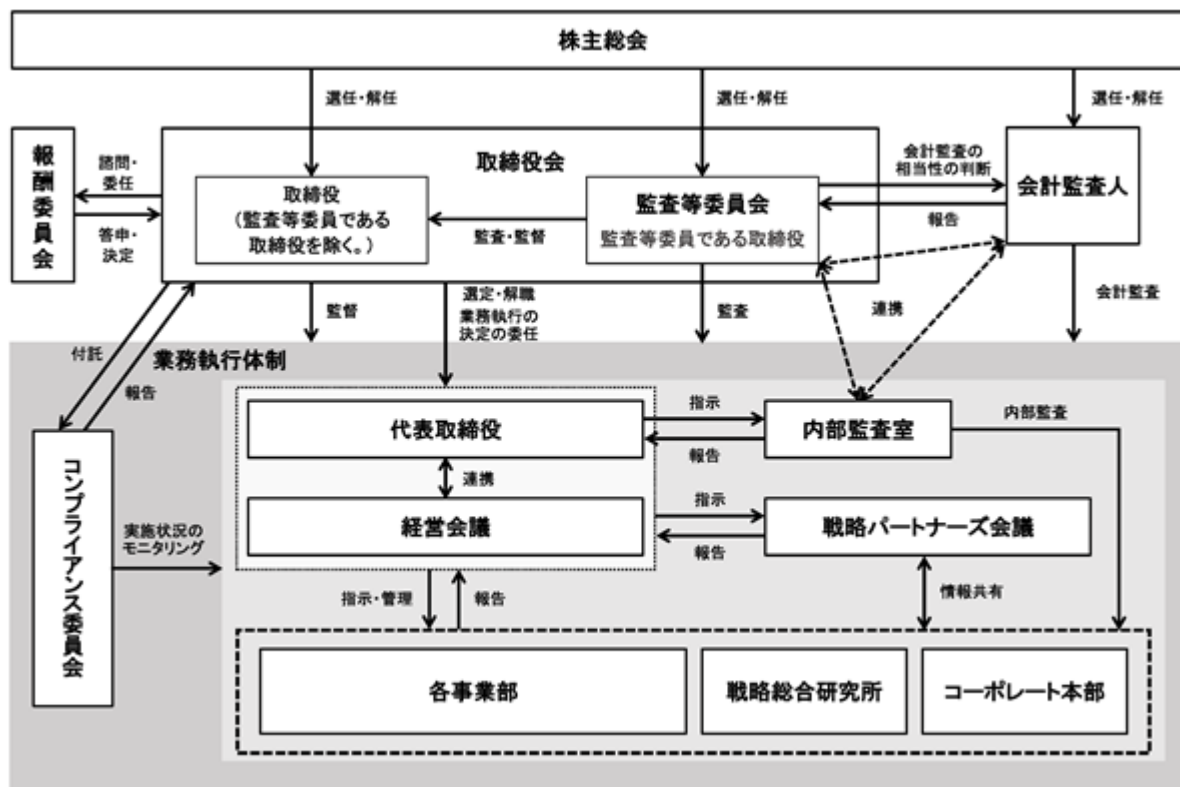 株主総会
選任・解任
選任・解任
選任・解任
報酬委員会
諮問・
委任
答申・
決定
取締役会
取締役
(監査等委員である
取締役を除く。)
監査・監督
監査等委員会
監査等委員である取締役
会計監査の
相当性の判断
報告
会計監査人
付託
報告
監督
選定・解職
業務執行の
決定の委任
監査
連携
会計監査
業務執行体制
代表取締役
指示
報告
内部監査室
内部監査
連携
経営会議
指示
報告
戦略パートナーズ会議
コンプライアンス委員会
実施状況の
モニタリング
指示・管理
報告
情報共有
各事業部
戦略総合研究所
コーポレート本部